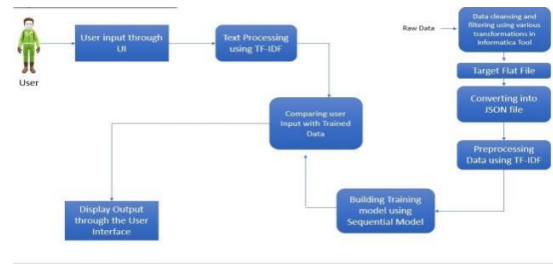 User
User input through
UI
Text Processing
using TF-IDF
Raw Data
Data cleansing and
filtering using various
transformations in
Informatica Tool
Target Flat File
Converting into
JSON file
Preprocessing
Data using TF-IDF
Building Training
model using
Sequential Model
Comparing user
Input with Trained
Data
Display Output
through the User
Interface